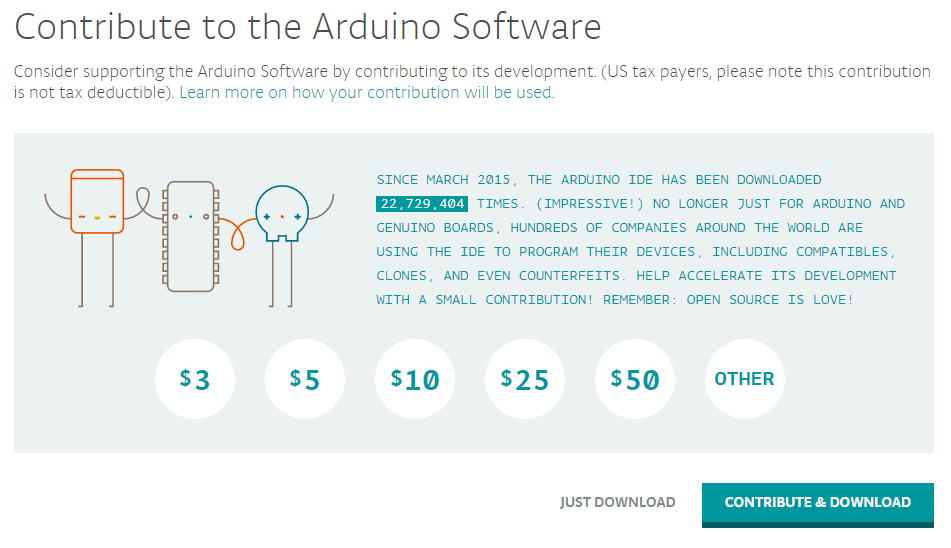 Contribute to the Arduino Software
Consider supporting the Arduino Software by contributing to its development. (US tax payers, please note this contribution
is not tax deductible). Learn more on how your contribution will be used.
SINCE MARCH 2015, THE ARDUINO IDE HAS BEEN DOWNLOADED
22,729,404 TIMES. (IMPRESSIVE!) NO LONGER JUST FOR ARDUINO AND
GENUINO BOARDS, HUNDREDS OF COMPANIES AROUND THE WORLD ARE
USING THE IDE TO PROGRAM THEIR DEVICES, INCLUDING COMPATIBLES,
CLONES, AND EVEN COUNTERFEITS. HELP ACCELERATE ITS DEVELOPMENT
WITH A SMALL CONTRIBUTION! REMEMBER: OPEN SOURCE IS LOVE!
$3 $5 $10 $25 $50 OTHER
JUST DOWNLOAD CONTRIBUTE & DOWNLOAD